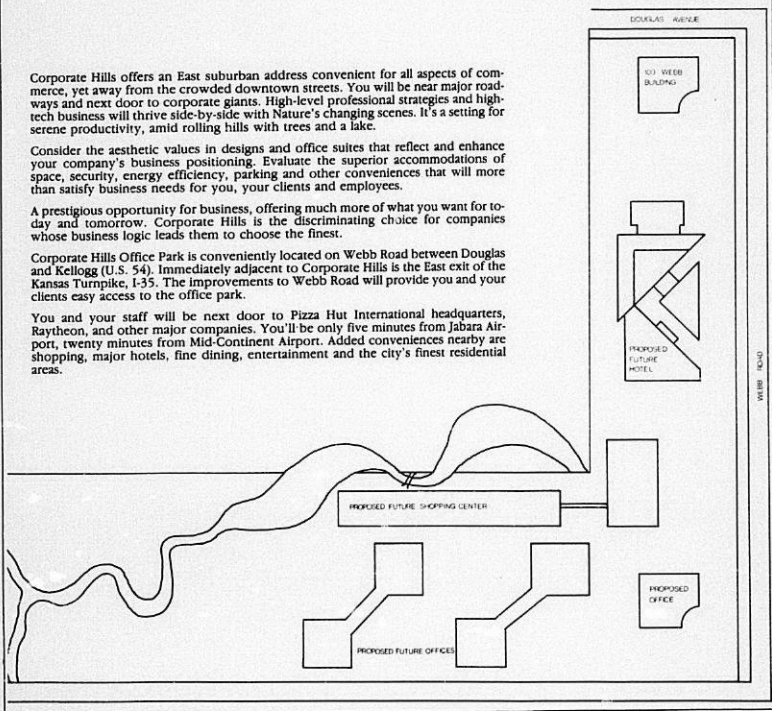 DOUGLAS AVENUE
100 WEBB
BUILDING
Corporate Hills offers an East suburban address convenient for all aspects of com-
merce, yet away from the crowded downtown streets. You will be near major road-
ways and next door to corporate giants. High-level professional strategies and high-
tech business will thrive side-by-side with Nature's changing scenes. It's a setting for
serene productivity, amid rolling hills with trees and a lake.
Consider the aesthetic values in designs and office suites that reflect and enhance
your company's business positioning. Evaluate the superior accommodations of
space, security, energy efficiency, parking and other conveniences that will more
than satisfy business needs for you, your clients and employees.
A prestigious opportunity for business, offering much more of what you want for to-
day and tomorrow. Corporate Hills is the discriminating choice for companies
whose business logic leads them to choose the finest.
Corporate Hills Office Park is conveniently located on Webb Road between Douglas
and Kellogg (U.S. 54). Immediately adjacent to Corporate Hills is the East exit of the
Kansas Turnpike, I-35. The improvements to Webb Road will provide you and your
clients easy access to the office park.
You and your staff will be next door to Pizza Hut International headquarters,
Raytheon, and other major companies. You'll be only five minutes from Jabara Air-
port, twenty minutes from Mid-Continent Airport. Added conveniences nearby are
shopping, major hotels, fine dining, entertainment and the city's finest residential
areas.
PROPOSED
FUTURE
HOTEL
WEBB ROAD
PROPOSED FUTURE SHOPPING CENTER
PROPOSED
OFFICE
PROPOSED FUTURE OFFICES